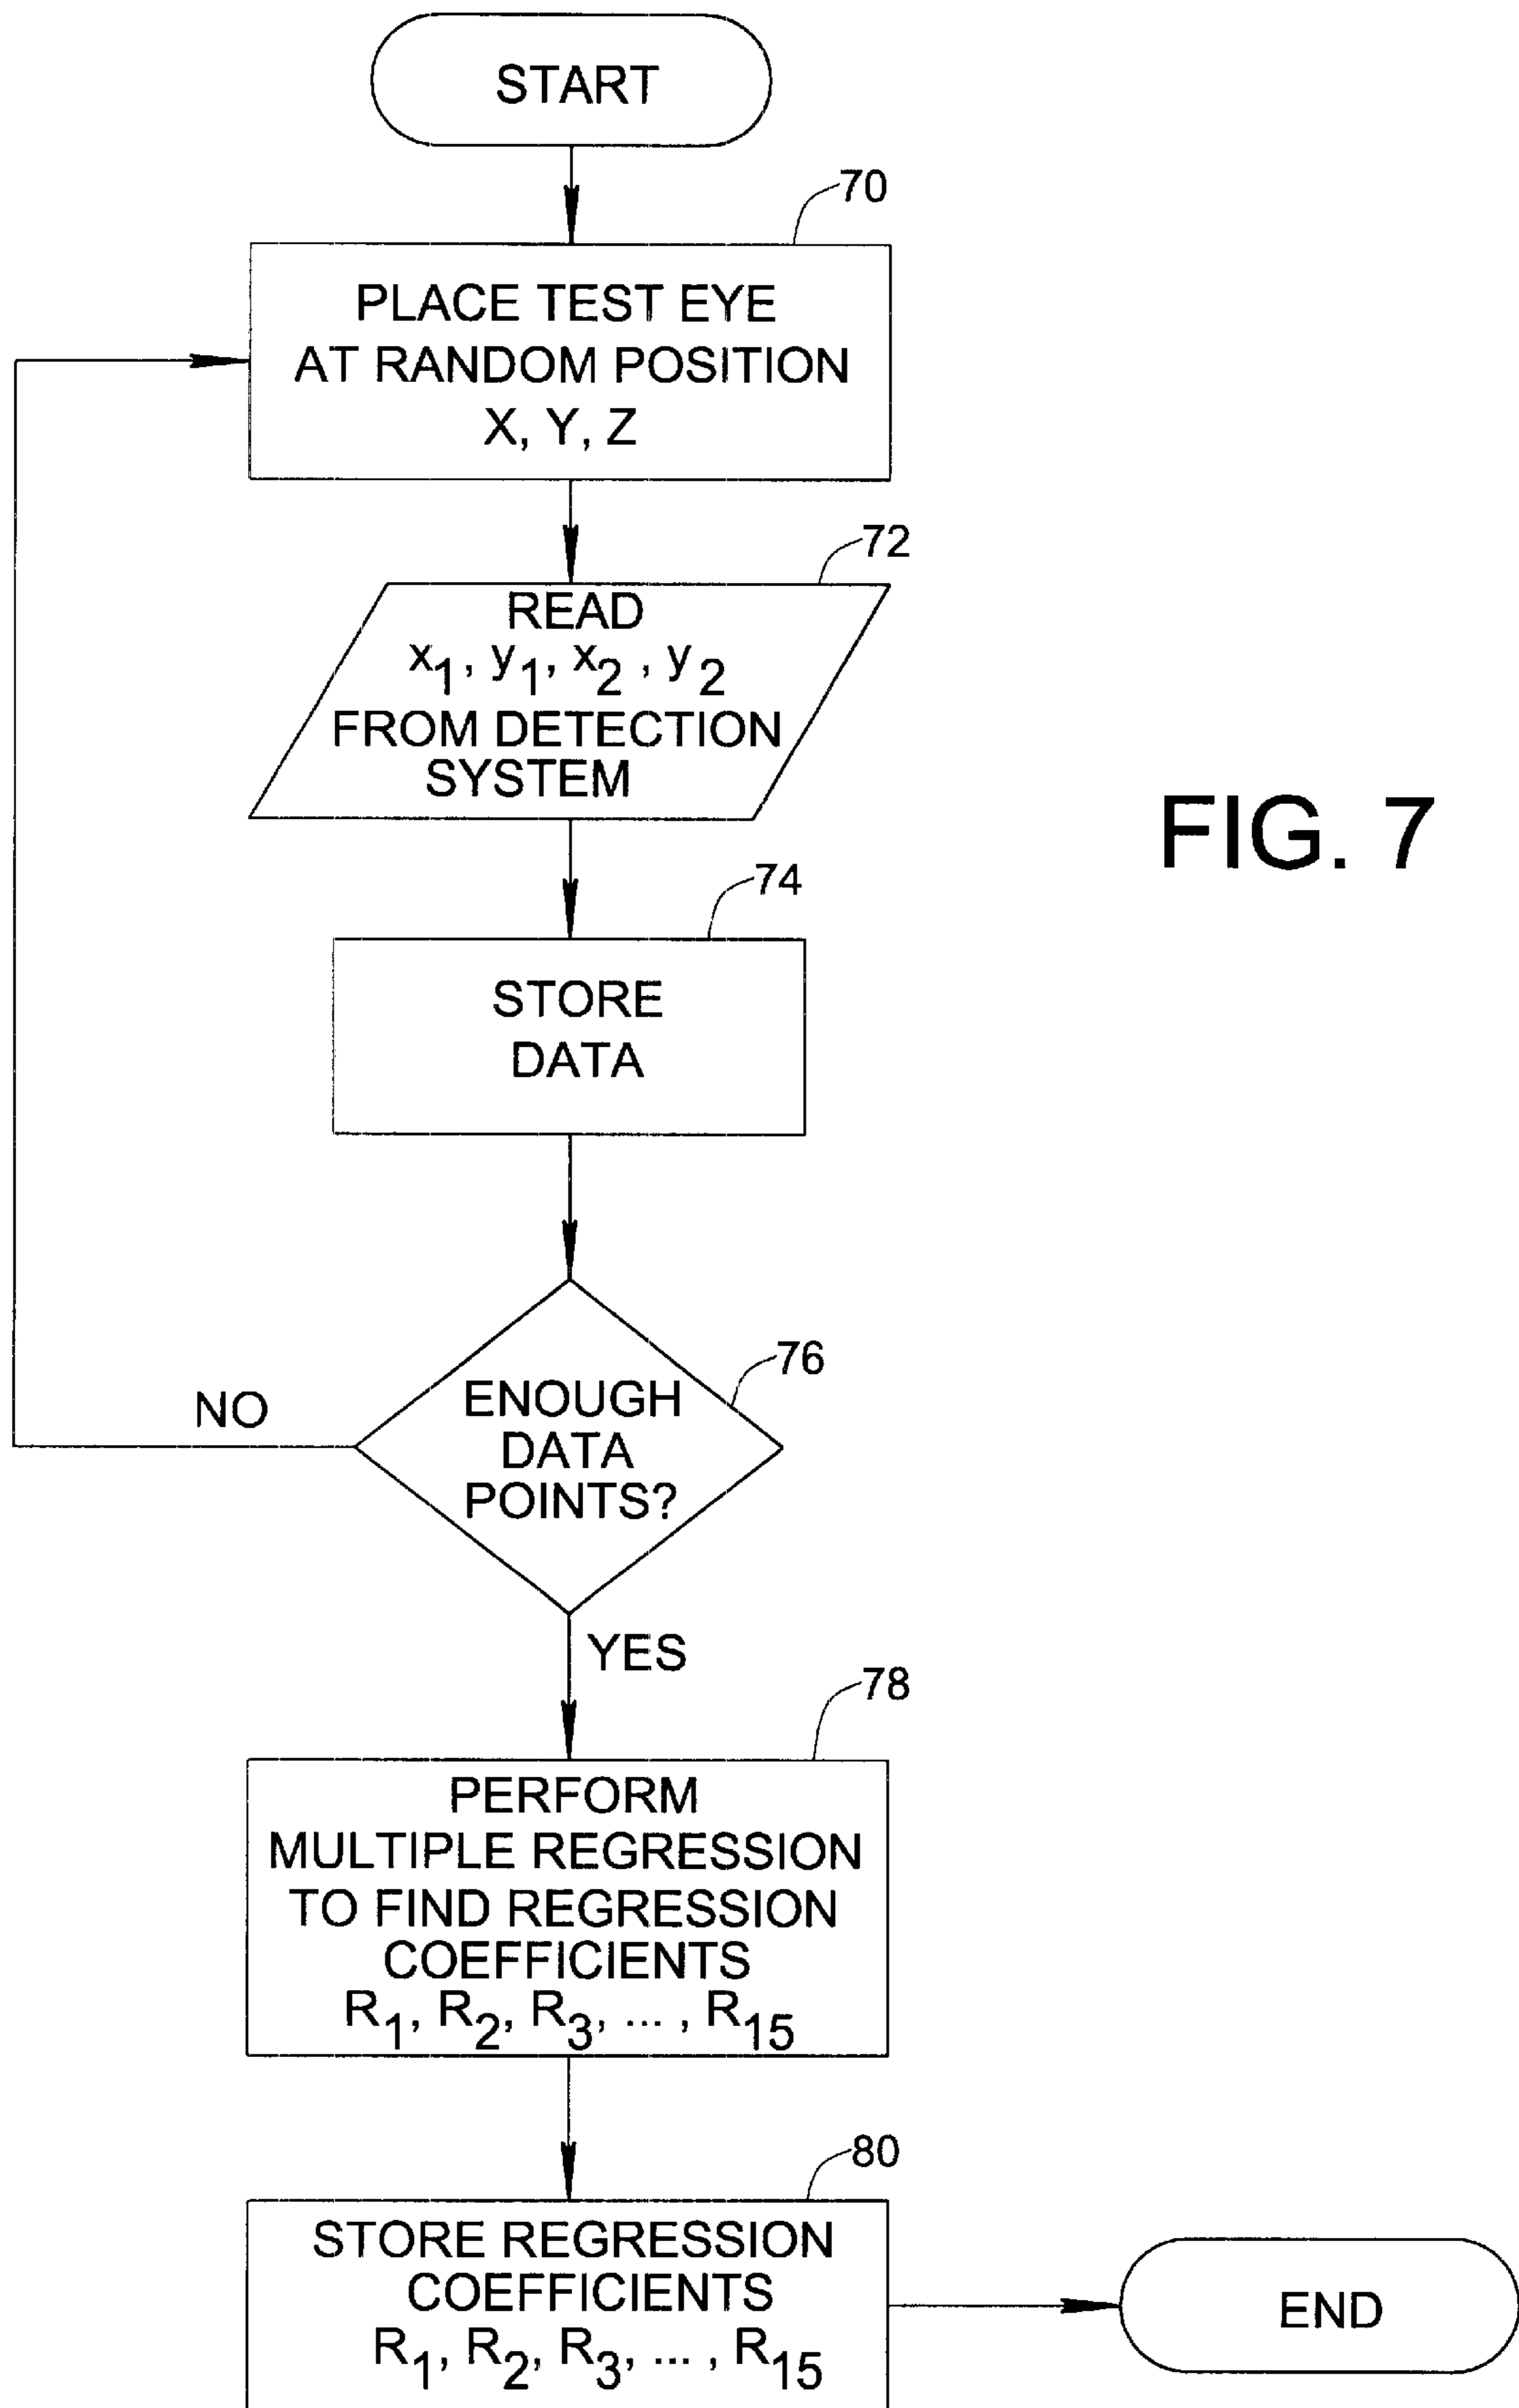 START
70
PLACE TEST EYE
AT RANDOM POSITION
X, Y, Z
72
READ
x₁, y₁, x₂ , y₂
FROM DETECTION
SYSTEM
FIG. 7
74
STORE
DATA
76
ENOUGH
DATA
POINTS?
NO
YES
78
PERFORM
MULTIPLE REGRESSION
TO FIND REGRESSION
COEFFICIENTS
R₁, R₂, R₃, ... , R₁₅
80
STORE REGRESSION
COEFFICIENTS
R₁, R₂, R₃, ... , R₁₅
END